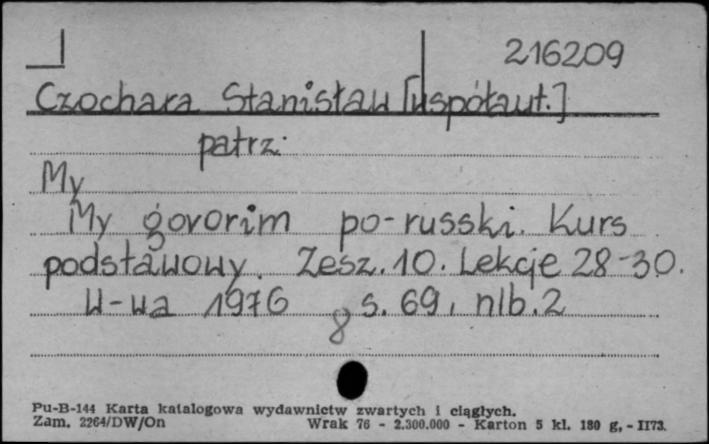 216209
Czochara Stanisław [współaut.]
patrz:
My
My govorim po-russki. Kurs
podstawowy. Zesz. 10. Lekcje 28-30.
W-wa 1976 8 s. 69, nlb. 2
Pu-B-144 Karta katalogowa wydawnictw zwartych i ciągłych.
Zam. 2264/DW/On Wrak 76 - 2.300.000 - Karton 5 kl. 180 g, - II73.